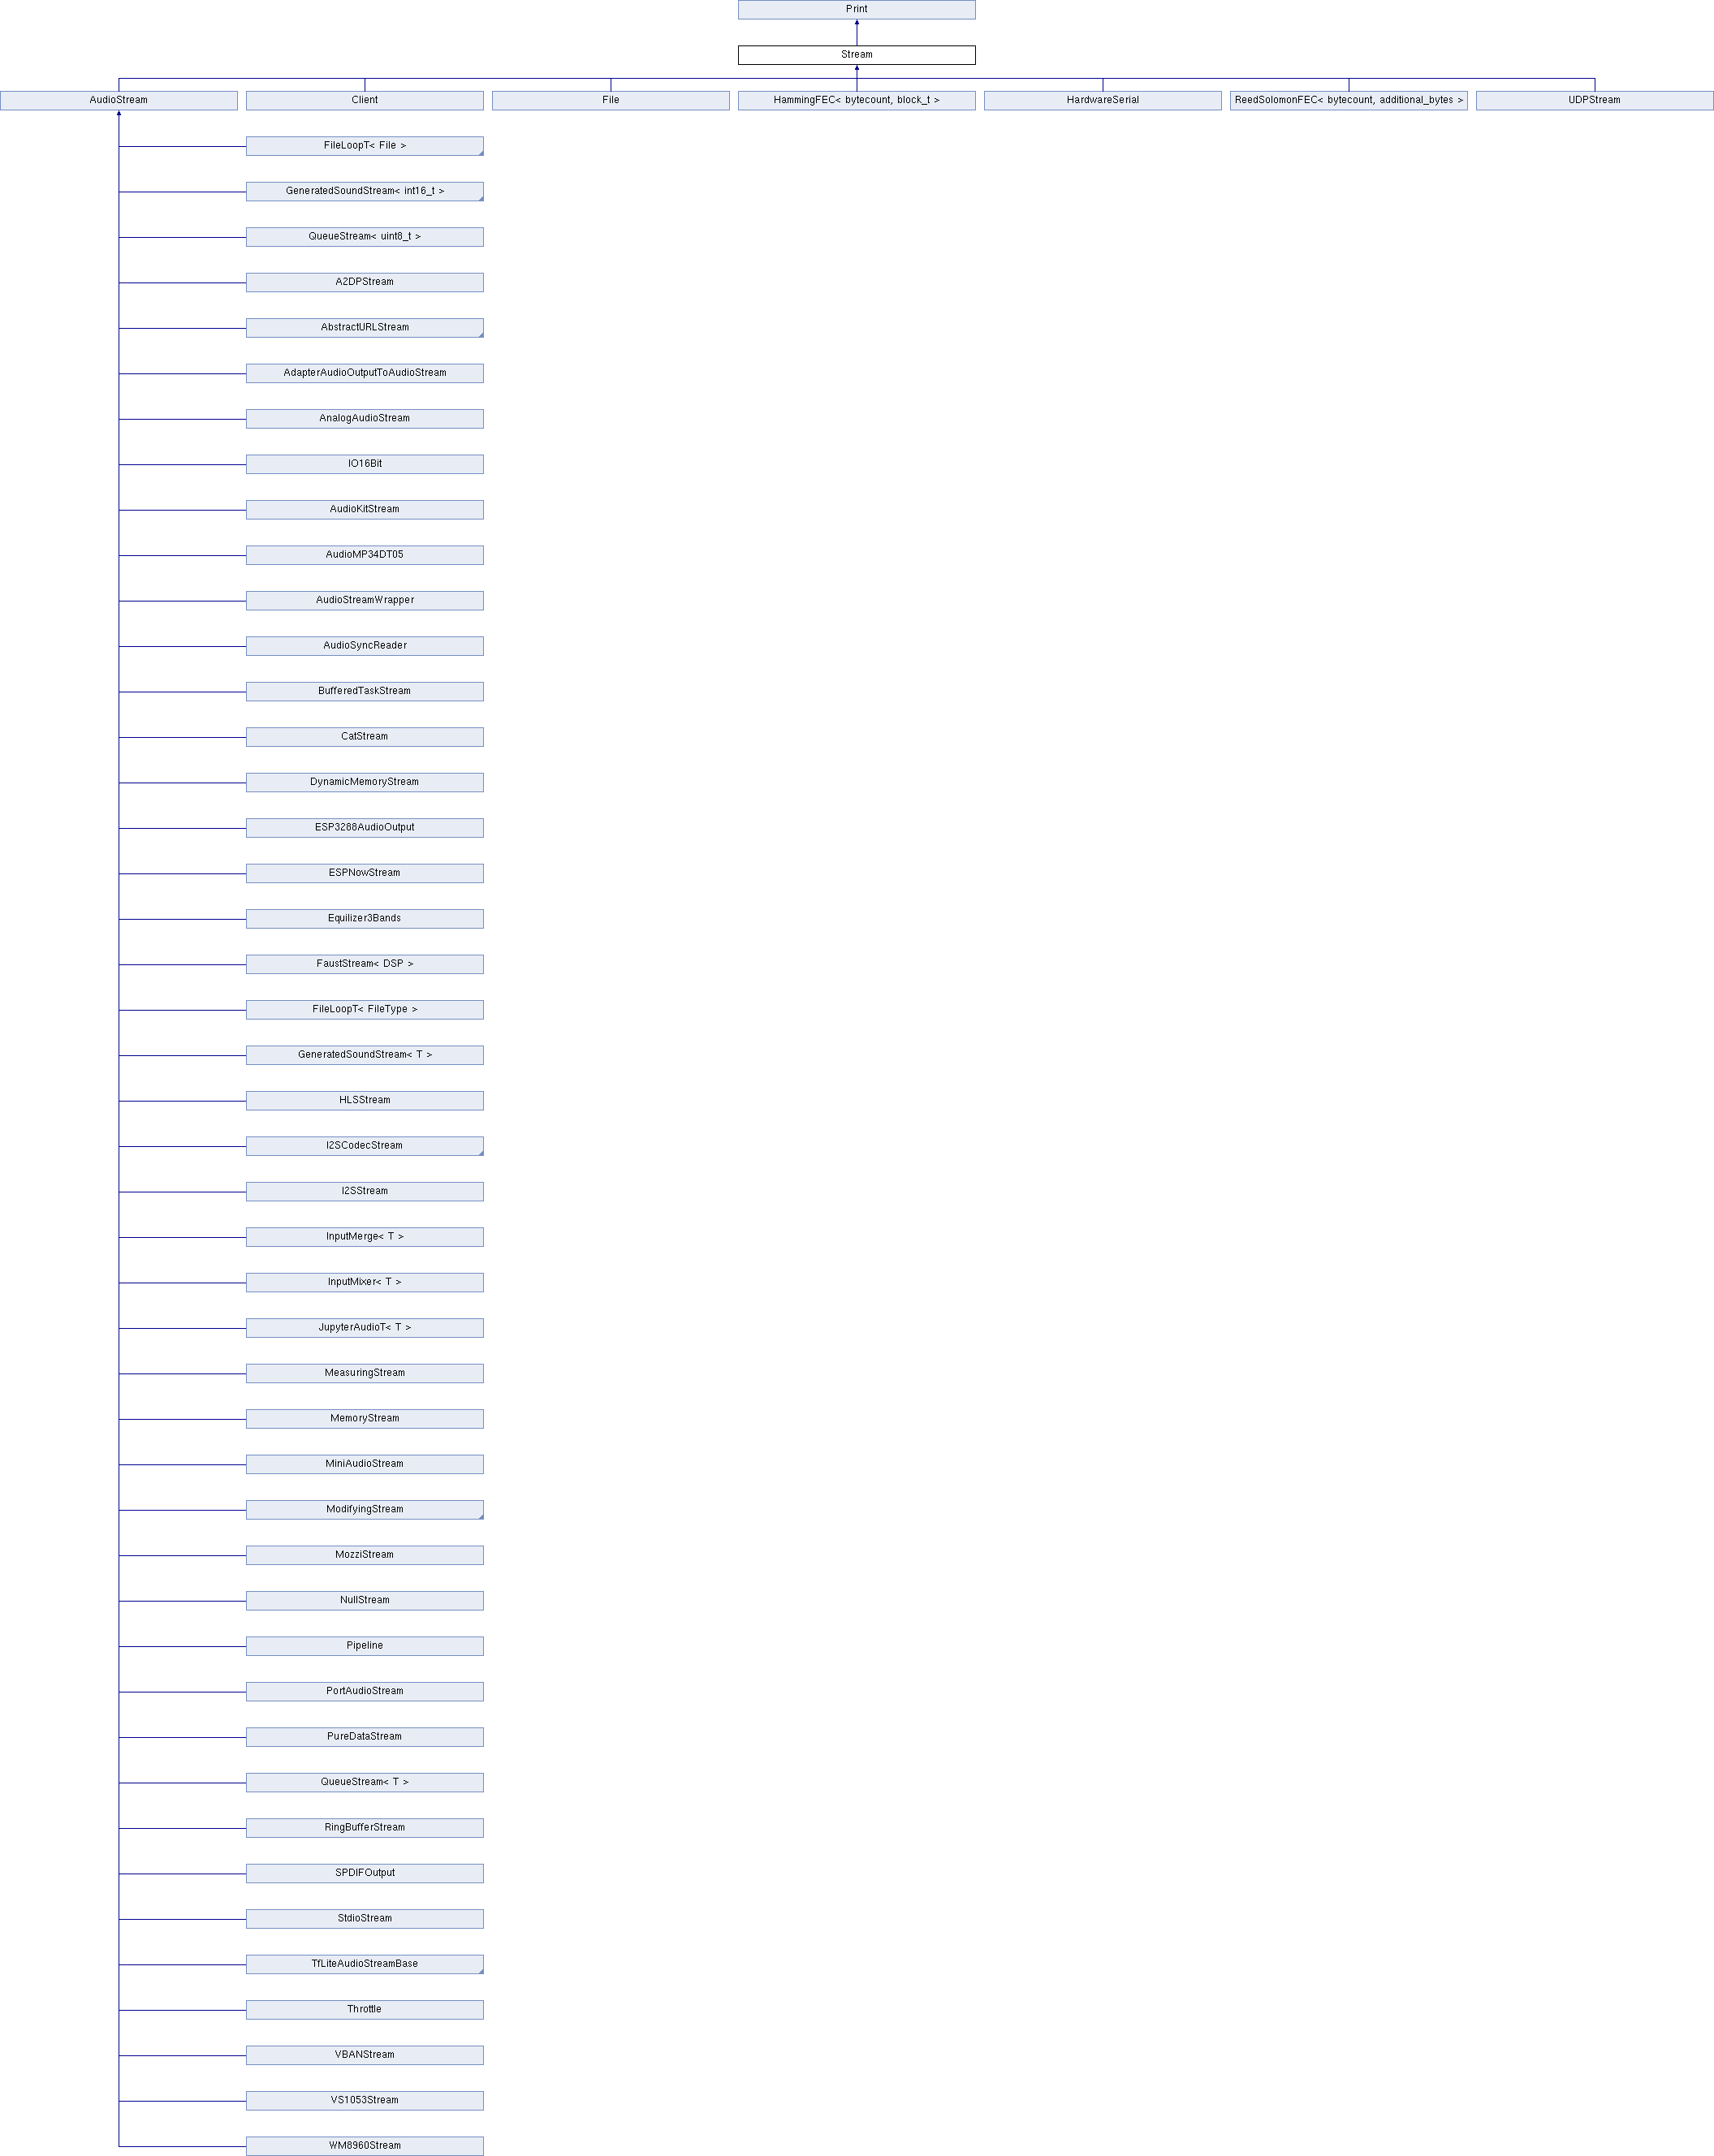 Print
Stream
AudioStream
Client
File
HammingFEC< bytecount, block_t >
HardwareSerial
ReedSolomonFEC< bytecount, additional_bytes >
UDPStream
FileLoopT< File >
GeneratedSoundStream< int16_t >
QueueStream< uint8_t >
A2DPStream
AbstractURLStream
AdapterAudioOutputToAudioStream
AnalogAudioStream
IO16Bit
AudioKitStream
AudioMP34DT05
AudioStreamWrapper
AudioSyncReader
BufferedTaskStream
CatStream
DynamicMemoryStream
ESP3288AudioOutput
ESPNowStream
Equilizer3Bands
FaustStream< DSP >
FileLoopT< FileType >
GeneratedSoundStream< T >
HLSStream
I2SCodecStream
I2SStream
InputMerge< T >
InputMixer< T >
JupyterAudioT< T >
MeasuringStream
MemoryStream
MiniAudioStream
ModifyingStream
MozziStream
NullStream
Pipeline
PortAudioStream
PureDataStream
QueueStream< T >
RingBufferStream
SPDIFOutput
StdioStream
TfLiteAudioStreamBase
Throttle
VBANStream
VS1053Stream
WM8960Stream